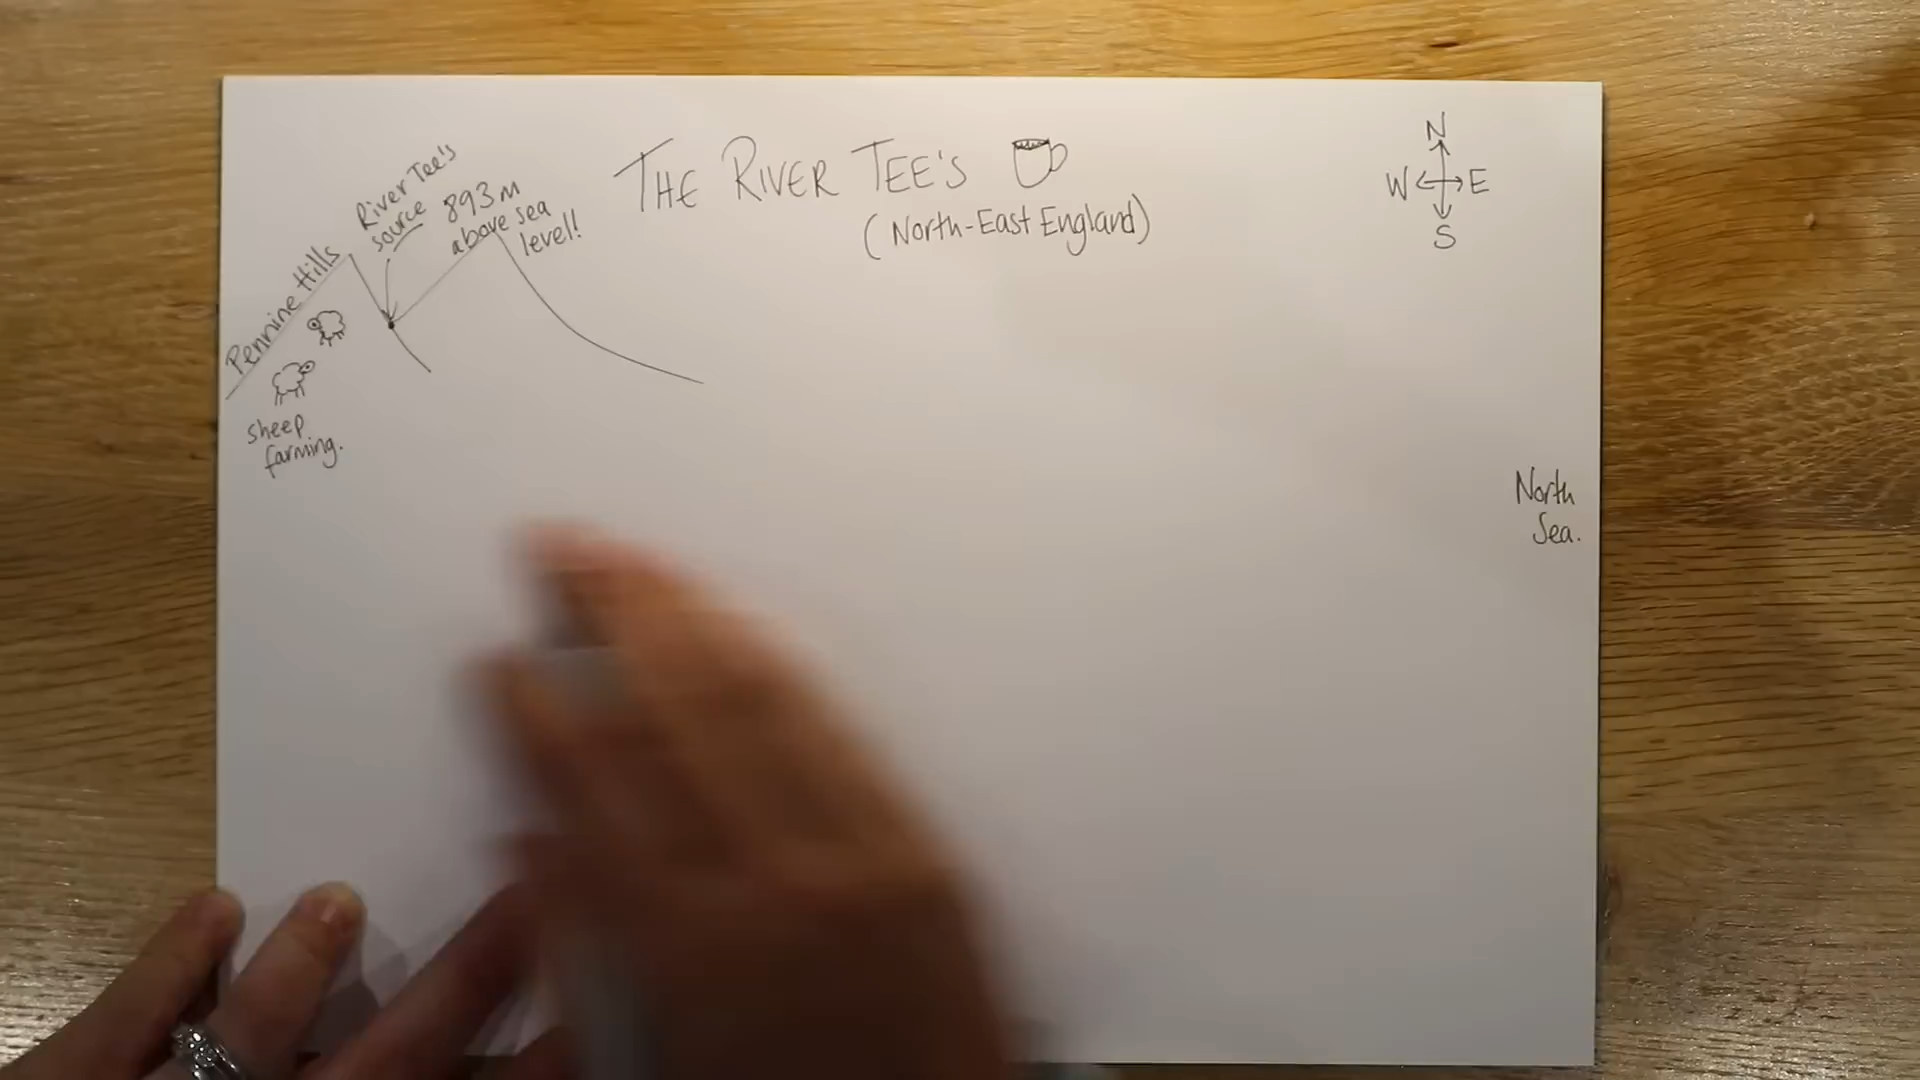 THE RIVER TEE'S
(North-East England)
N
W E
S
River Tee's
source
893m
above sea
level!
Pennine Hills
sheep
farming.
North
Sea.